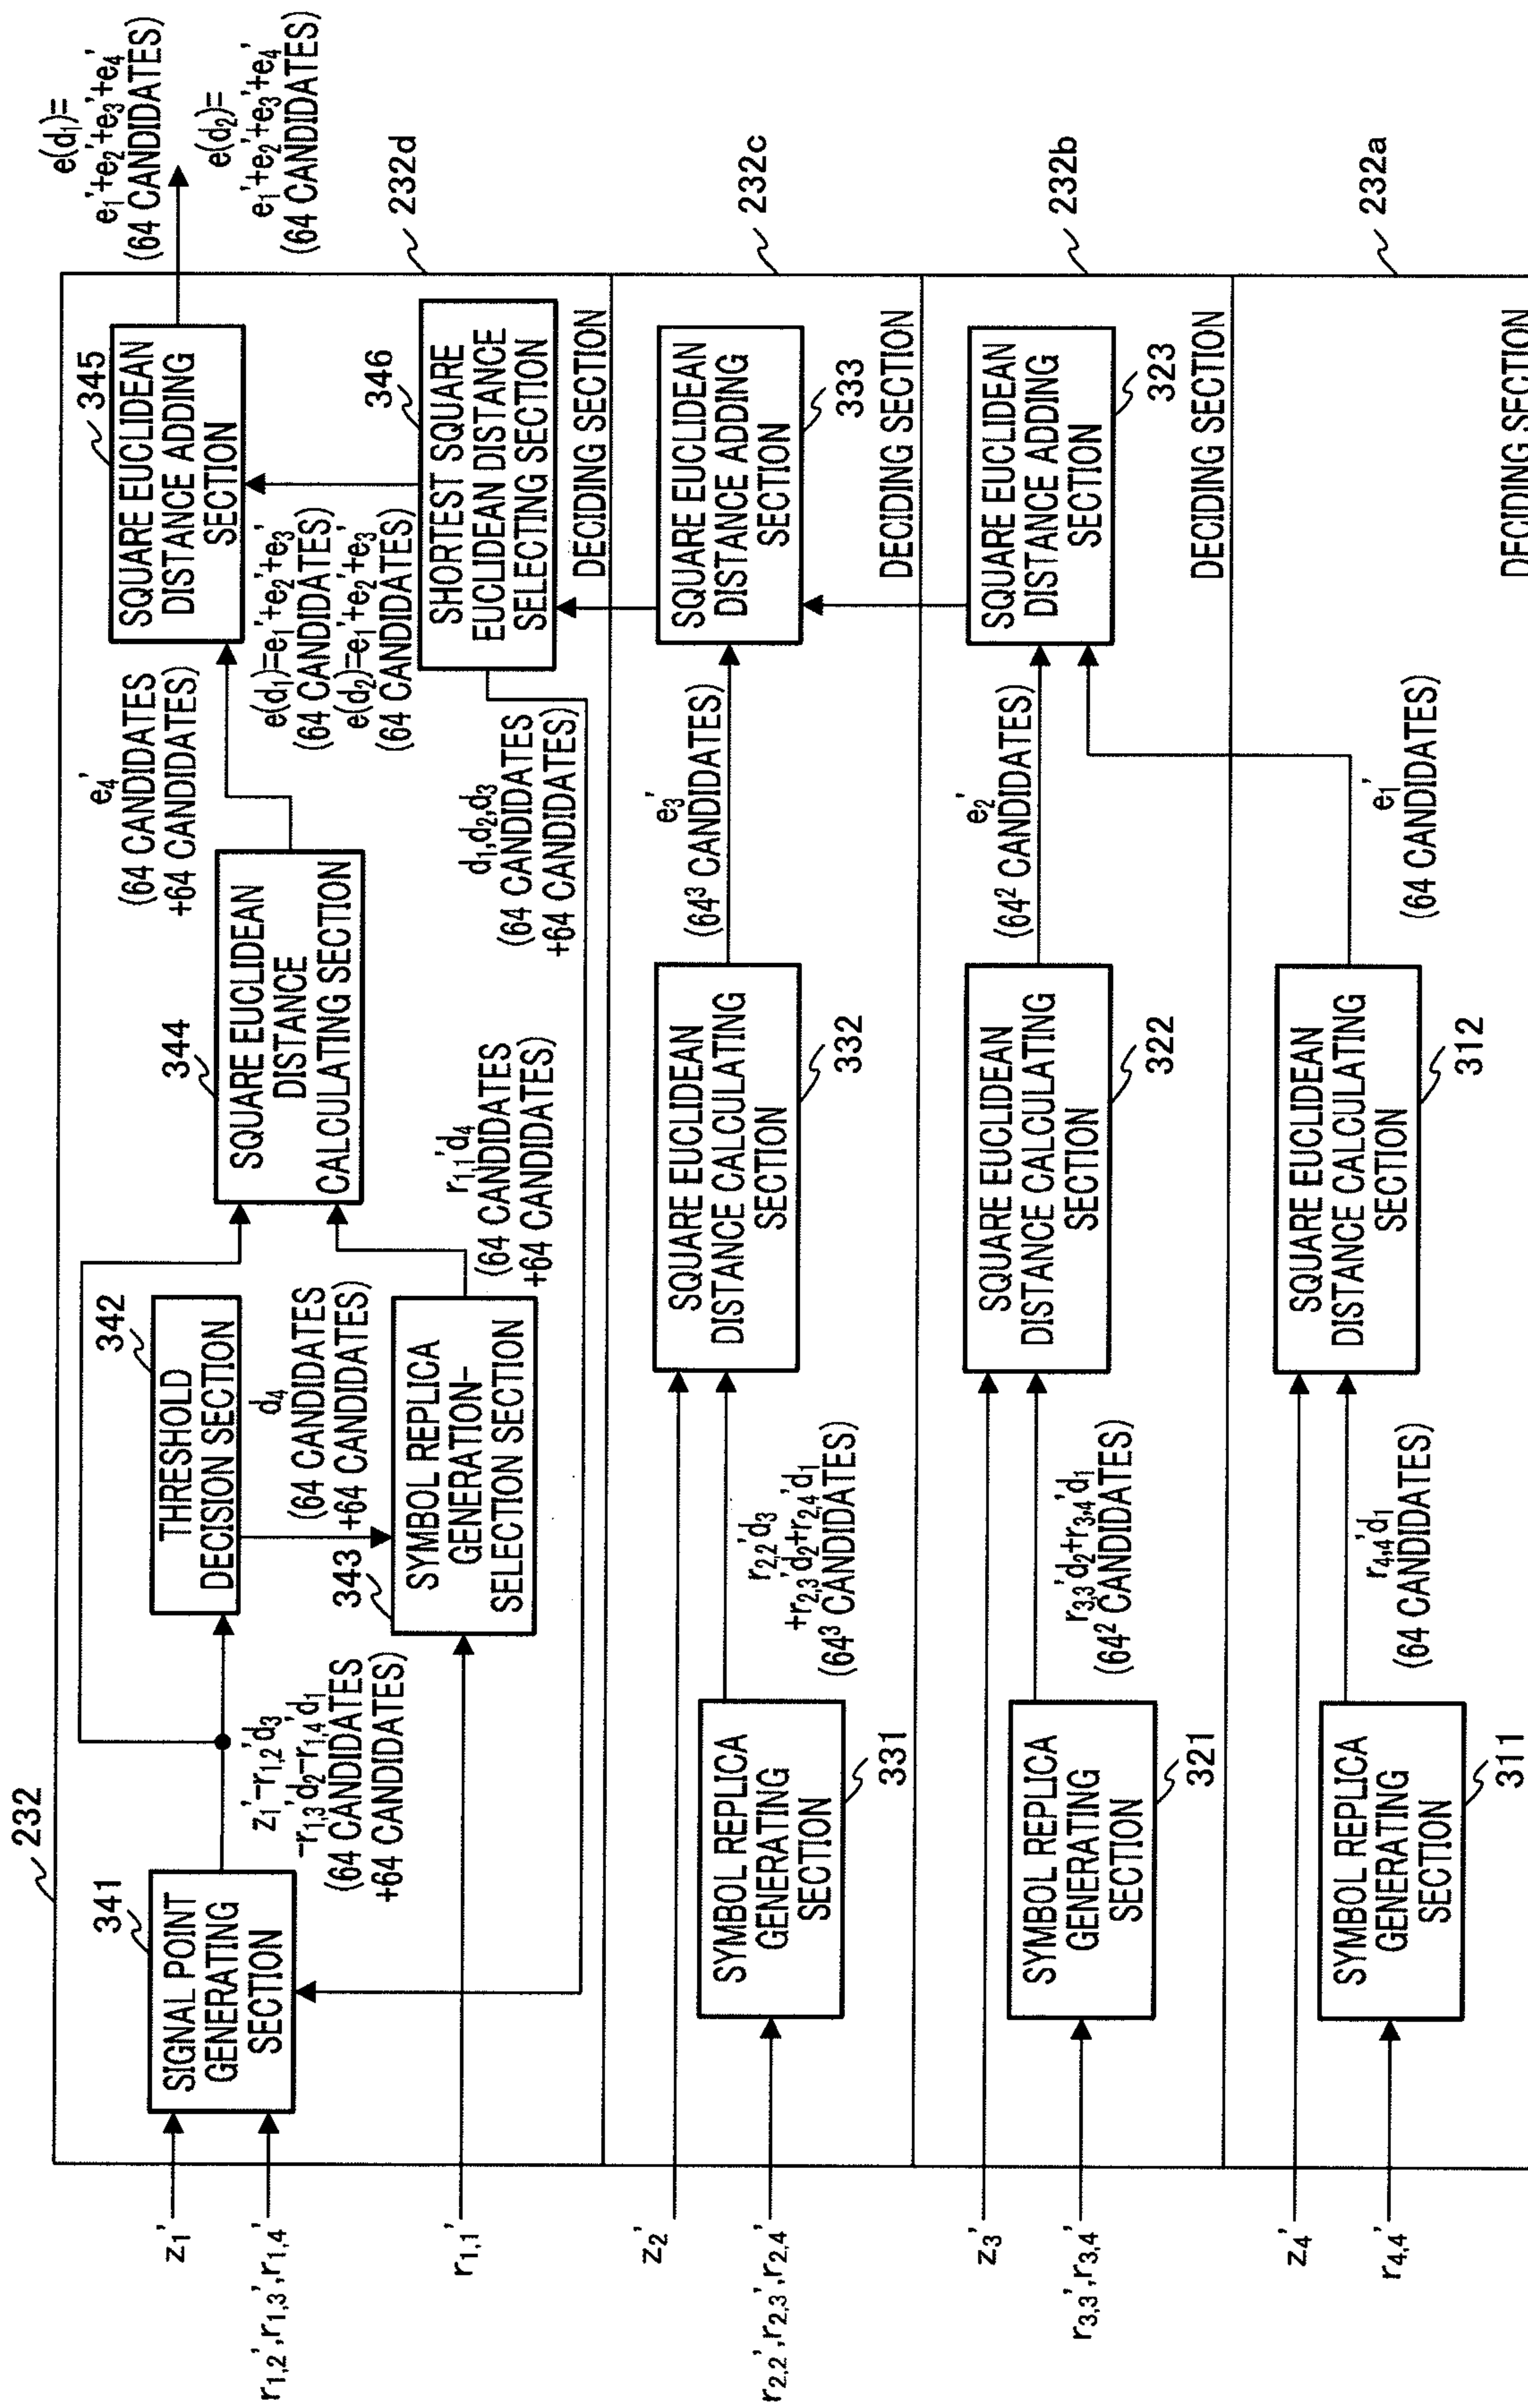 232
z1'
r1,2',r1,3',r1,4'
r1,1'
341
SIGNAL POINT
GENERATING
SECTION
z1'-r1,2'd3
-r1,3'd2-r1,4'd1
(64 CANDIDATES
+64 CANDIDATES)
342
THRESHOLD
DECISION SECTION
d4
(64 CANDIDATES
+64 CANDIDATES)
343
SYMBOL REPLICA
GENERATION-
SELECTION SECTION
r1,1'd4
(64 CANDIDATES
+64 CANDIDATES)
344
SQUARE EUCLIDEAN
DISTANCE
CALCULATING SECTION
e4'
(64 CANDIDATES
+64 CANDIDATES)
d1,d2,d3
(64 CANDIDATES
+64 CANDIDATES)
345
SQUARE EUCLIDEAN
DISTANCE ADDING
SECTION
e(d1)=e1'+e2'+e3'
(64 CANDIDATES)
e(d2)=e1'+e2'+e3'
(64 CANDIDATES)
346
SHORTEST SQUARE
EUCLIDEAN DISTANCE
SELECTING SECTION
DECIDING SECTION
e(d1)=
e1'+e2'+e3'+e4'
(64 CANDIDATES)
e(d2)=
e1'+e2'+e3'+e4'
(64 CANDIDATES)
232d
z2'
r2,2',r2,3',r2,4'
SYMBOL REPLICA
GENERATING
SECTION
331
r2,2'd3
+r2,3'd2+r2,4'd1
(64³ CANDIDATES)
SQUARE EUCLIDEAN
DISTANCE CALCULATING
SECTION
332
e3'
(64³ CANDIDATES)
SQUARE EUCLIDEAN
DISTANCE ADDING
SECTION
333
DECIDING SECTION
232c
z3'
r3,3',r3,4'
SYMBOL REPLICA
GENERATING
SECTION
321
r3,3'd2+r3,4'd1
(64² CANDIDATES)
SQUARE EUCLIDEAN
DISTANCE CALCULATING
SECTION
322
e2'
(64² CANDIDATES)
SQUARE EUCLIDEAN
DISTANCE ADDING
SECTION
323
DECIDING SECTION
232b
z4'
r4,4'
SYMBOL REPLICA
GENERATING
SECTION
311
r4,4'd1
(64 CANDIDATES)
SQUARE EUCLIDEAN
DISTANCE CALCULATING
SECTION
312
e1'
(64 CANDIDATES)
DECIDING SECTION
232a